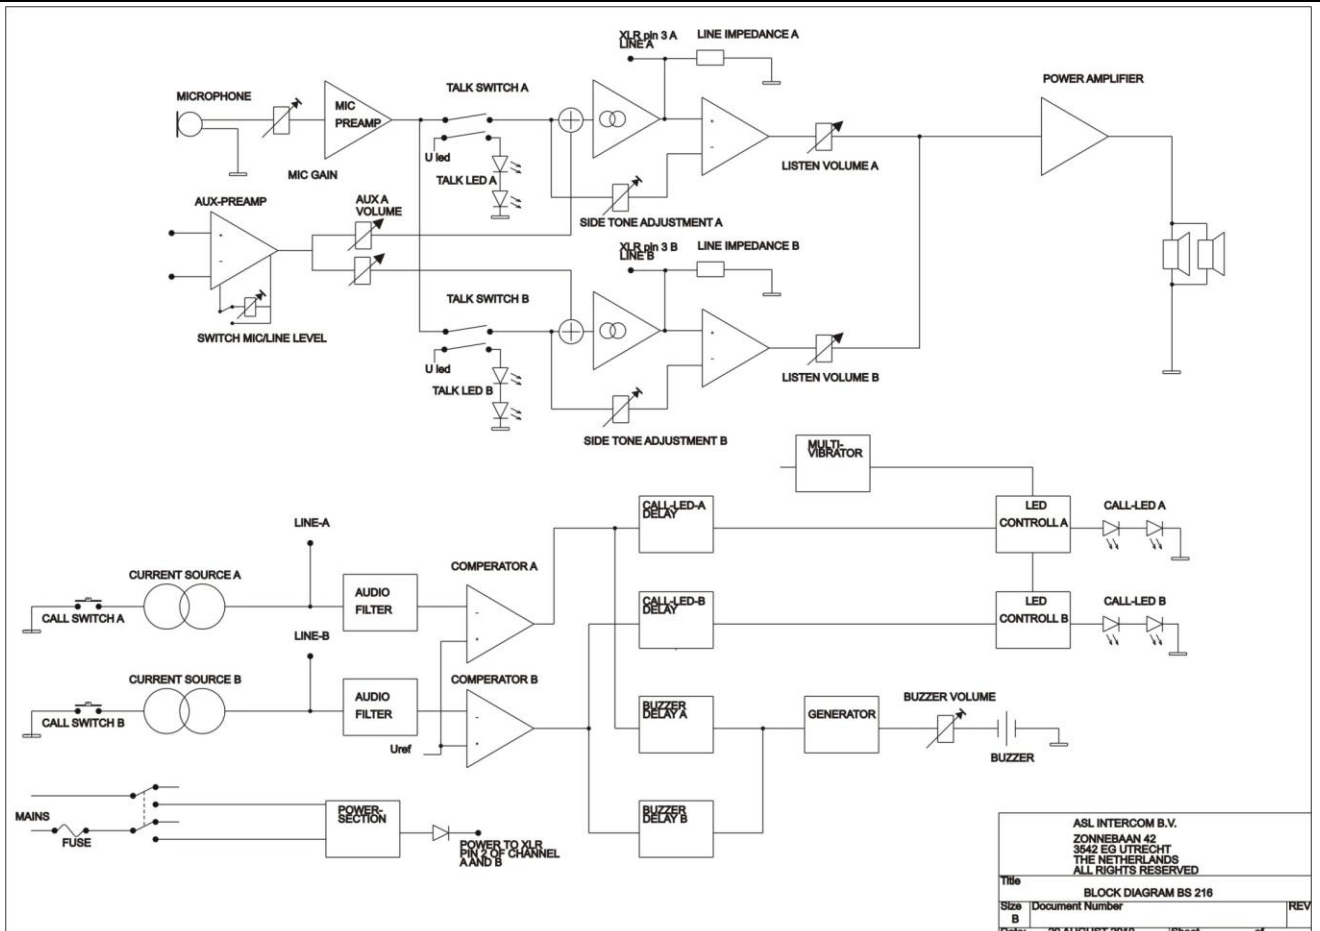 XLR pin 3 A
LINE A
LINE IMPEDANCE A
POWER AMPLIFIER
MICROPHONE
TALK SWITCH A
MIC
PREAMP
U led
TALK LED A
MIC GAIN
LISTEN VOLUME A
AUX-PREAMP
AUX A
VOLUME
SIDE TONE ADJUSTMENT A
+
-
+
-
XLR pin 3 B
LINE B
LINE IMPEDANCE B
TALK SWITCH B
SWITCH MIC/LINE LEVEL
U led
TALK LED B
+
-
LISTEN VOLUME B
SIDE TONE ADJUSTMENT B
MULTI-
VIBRATOR
CALL-LED-A
DELAY
LED
CONTROLL A
CALL-LED A
LINE-A
CURRENT SOURCE A
AUDIO
FILTER
COMPERATOR A
-
+
CALL SWITCH A
CALL-LED-B
DELAY
LED
CONTROLL B
CALL-LED B
LINE-B
CURRENT SOURCE B
AUDIO
FILTER
COMPERATOR B
-
+
CALL SWITCH B
Uref
BUZZER
DELAY A
GENERATOR
BUZZER VOLUME
BUZZER
MAINS
FUSE
POWER-
SECTION
POWER TO XLR
PIN 2 OF CHANNEL
A AND B
BUZZER
DELAY B
ASL INTERCOM B.V.
ZONNEBAAN 42
3542 EG UTRECHT
THE NETHERLANDS
ALL RIGHTS RESERVED
Title
BLOCK DIAGRAM BS 216
Size
B
Document Number
REV
Date: 20 AUGUST 2010 Sheet of